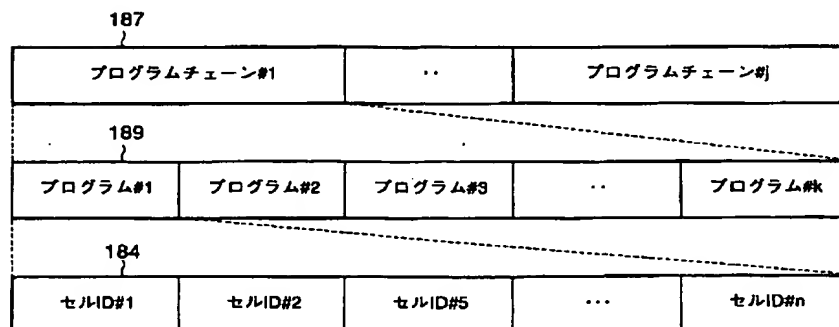 187
プログラムチェーン#1 ・・ プログラムチェーン#j
189
プログラム#1 プログラム#2 プログラム#3 ・・ プログラム#k
184
セルID#1 セルID#2 セルID#5 ・・・ セルID#n